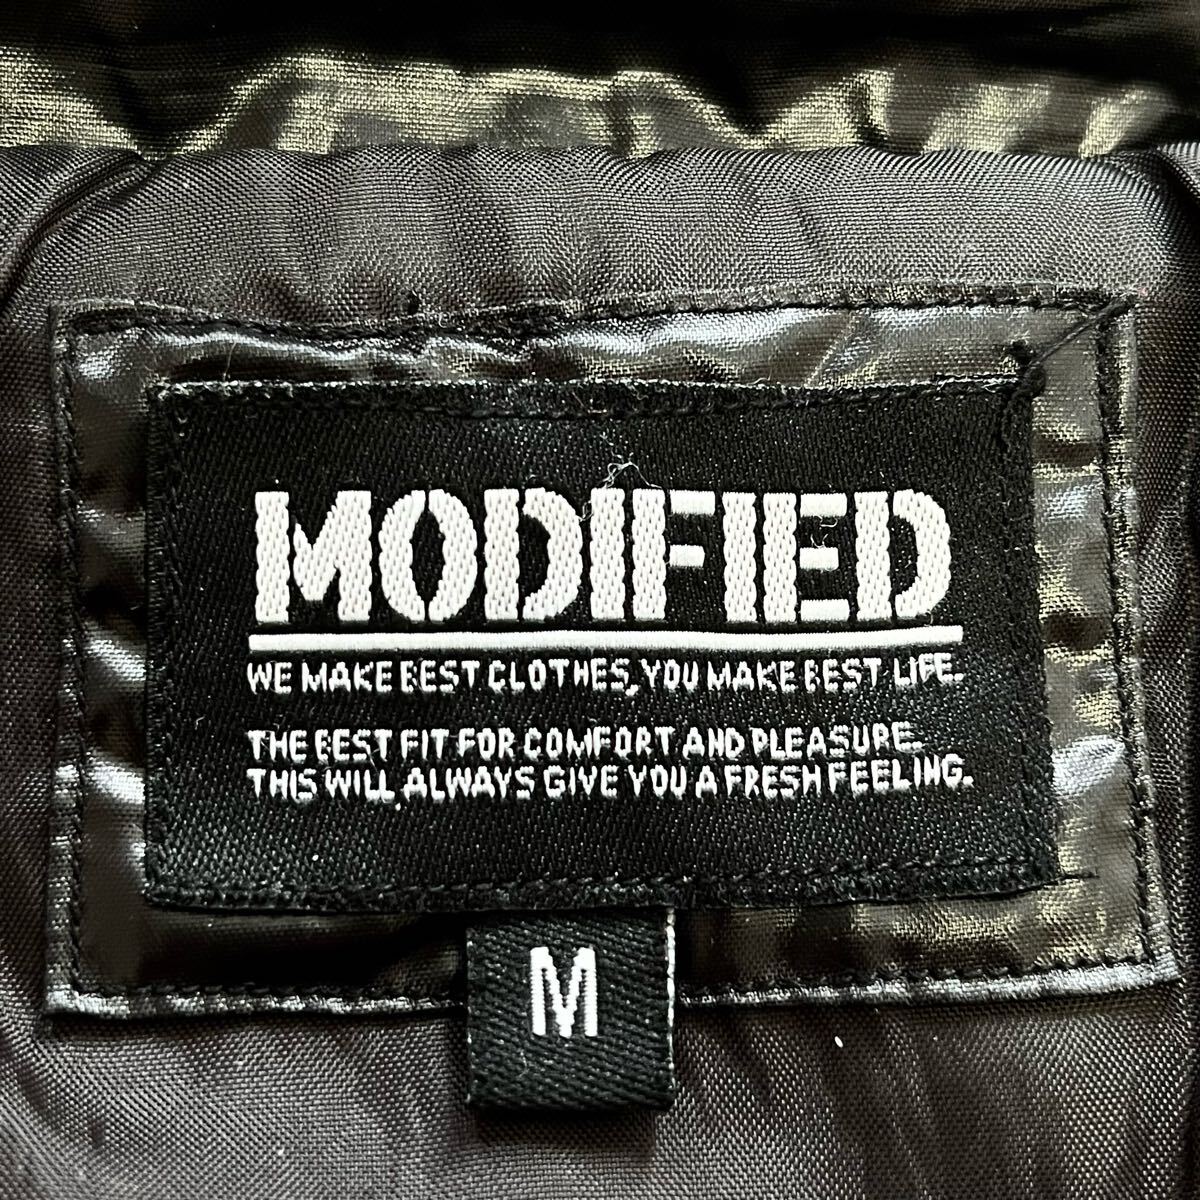 MODIFIED
WE MAKE BEST CLOTHES, YOU MAKE BEST LIFE.
THE BEST FIT FOR COMFORT AND PLEASURE.
THIS WILL ALWAYS GIVE YOU A FRESH FEELING.
M